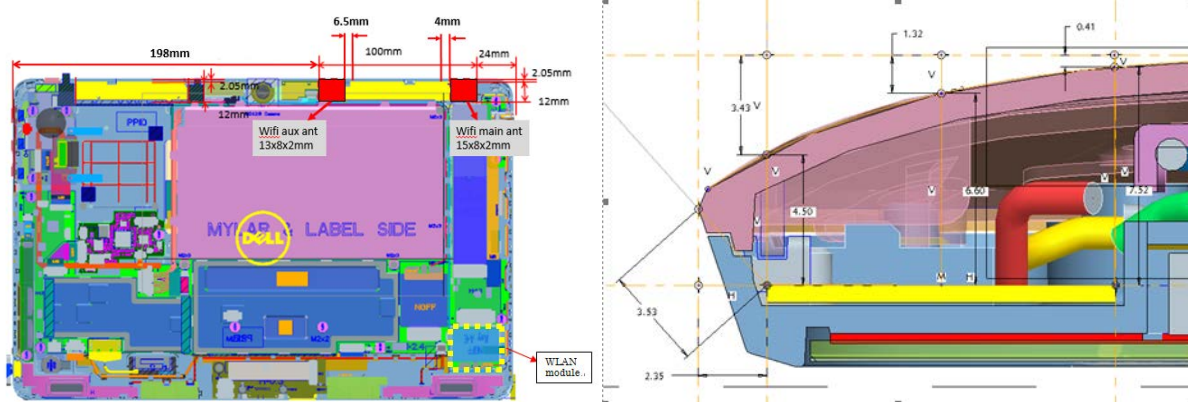 6.5mm
4mm
198mm
100mm
24mm
2.05mm
2.05mm
12mm
12mm
Wifi aux ant
13x8x2mm
Wifi main ant
15x8x2mm
PPID
MYLAR & LABEL SIDE
DELL
HOFF
M2x2
WLAN
module.
1.32
0.41
3.43
V
V
V
V
V
V
V
V
V
4.50
6.60
7.52
M
H
H
3.53
2.35